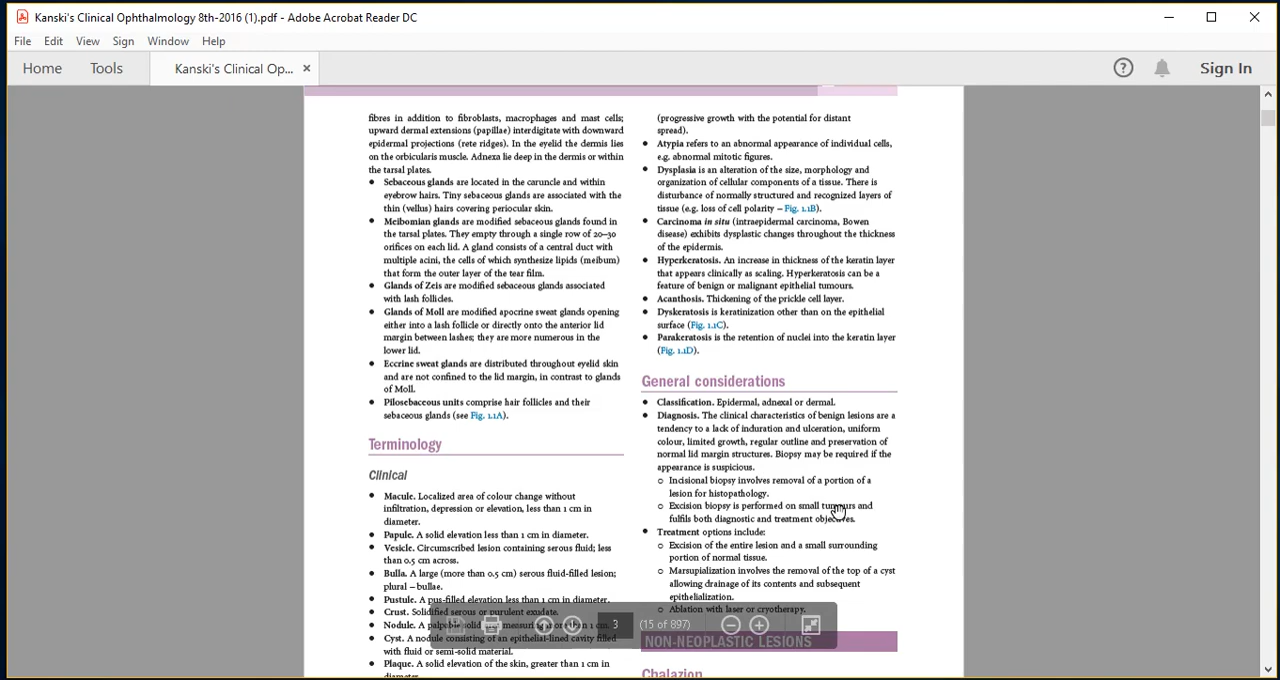 Kanski's Clinical Ophthalmology 8th-2016 (1).pdf - Adobe Acrobat Reader DC
File Edit View Sign Window Help
Home Tools Kanski's Clinical Op... × Sign In
fibres in addition to fibroblasts, macrophages and mast cells;
upward dermal extensions (papillae) interdigitate with downward
epidermal projections (rete ridges). In the eyelid the dermis lies
on the orbicularis muscle. Adnexa lie deep in the dermis or within
the tarsal plates.
● Sebaceous glands are located in the caruncle and within
eyebrow hairs. Tiny sebaceous glands are associated with the
thin (vellus) hairs covering periocular skin.
● Meibomian glands are modified sebaceous glands found in
the tarsal plates. They empty through a single row of 20–30
orifices on each lid. A gland consists of a central duct with
multiple acini, the cells of which synthesize lipids (meibum)
that form the outer layer of the tear film.
● Glands of Zeis are modified sebaceous glands associated
with lash follicles.
● Glands of Moll are modified apocrine sweat glands opening
either into a lash follicle or directly onto the anterior lid
margin between lashes; they are more numerous in the
lower lid.
● Eccrine sweat glands are distributed throughout eyelid skin
and are not confined to the lid margin, in contrast to glands
of Moll.
● Pilosebaceous units comprise hair follicles and their
sebaceous glands (see Fig. 1.1A).
Terminology
Clinical
● Macule. Localized area of colour change without
infiltration, depression or elevation, less than 1 cm in
diameter.
● Papule. A solid elevation less than 1 cm in diameter.
● Vesicle. Circumscribed lesion containing serous fluid; less
than 0.5 cm across.
● Bulla. A large (more than 0.5 cm) serous fluid-filled lesion;
plural – bullae.
● Pustule. A pus-filled elevation less than 1 cm in diameter.
● Crust. Solidified serous or purulent exudate.
● Nodule. A palpable solid measuring more than 1 cm.
● Cyst. A nodule consisting of an epithelial-lined cavity filled
with fluid or semi-solid material.
● Plaque. A solid elevation of the skin, greater than 1 cm in
diameter.
(progressive growth with the potential for distant
spread).
● Atypia refers to an abnormal appearance of individual cells,
e.g. abnormal mitotic figures.
● Dysplasia is an alteration of the size, morphology and
organization of cellular components of a tissue. There is
disturbance of normally structured and recognized layers of
tissue (e.g. loss of cell polarity – Fig. 1.1B).
● Carcinoma in situ (intraepidermal carcinoma, Bowen
disease) exhibits dysplastic changes throughout the thickness
of the epidermis.
● Hyperkeratosis. An increase in thickness of the keratin layer
that appears clinically as scaling. Hyperkeratosis can be a
feature of benign or malignant epithelial tumours.
● Acanthosis. Thickening of the prickle cell layer.
● Dyskeratosis is keratinization other than on the epithelial
surface (Fig. 1.1C).
● Parakeratosis is the retention of nuclei into the keratin layer
(Fig. 1.1D).
General considerations
● Classification. Epidermal, adnexal or dermal.
● Diagnosis. The clinical characteristics of benign lesions are a
tendency to a lack of induration and ulceration, uniform
colour, limited growth, regular outline and preservation of
normal lid margin structures. Biopsy may be required if the
appearance is suspicious.
○ Incisional biopsy involves removal of a portion of a
lesion for histopathology.
○ Excision biopsy is performed on small tumours and
fulfils both diagnostic and treatment objectives.
● Treatment options include:
○ Excision of the entire lesion and a small surrounding
portion of normal tissue.
○ Marsupialization involves the removal of the top of a cyst
allowing drainage of its contents and subsequent
epithelialization.
○ Ablation with laser or cryotherapy.
NON-NEOPLASTIC LESIONS
Chalazion
3 (15 of 897)